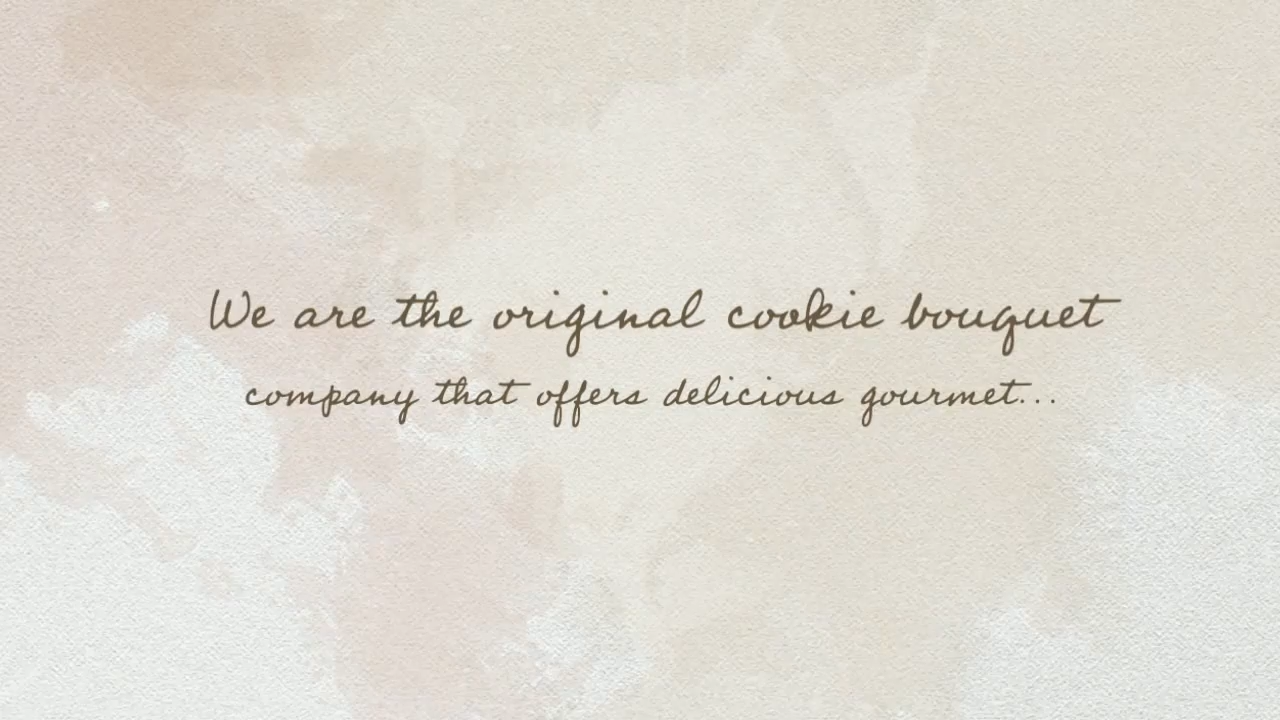 We are the original cookie bouquet
company that offers delicious gourmet...